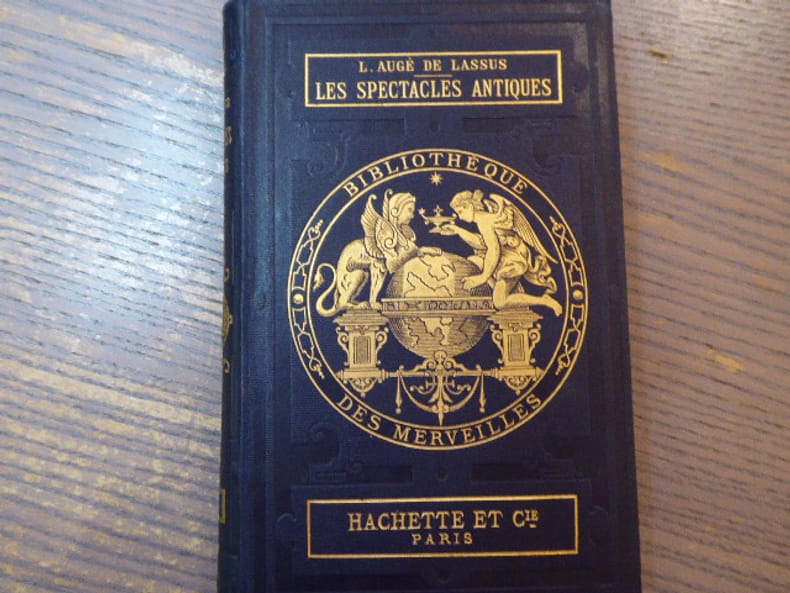 L. AUGÉ DE LASSUS
LES SPECTACLES ANTIQUES
BIBLIOTHÈQUE
DES MERVEILLES
HACHETTE ET CIE
PARIS